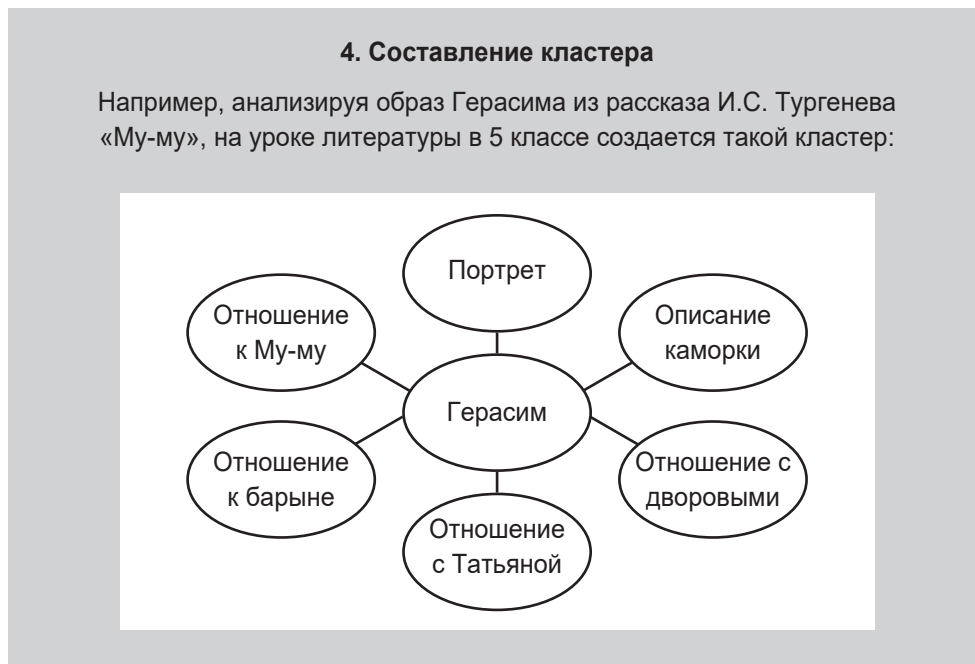 4. Составление кластера
Например, анализируя образ Герасима из рассказа И.С. Тургенева
«Му-му», на уроке литературы в 5 классе создается такой кластер:
Портрет
Отношение
к Му-му
Описание
каморки
Герасим
Отношение
к барыне
Отношение с
дворовыми
Отношение
с Татьяной